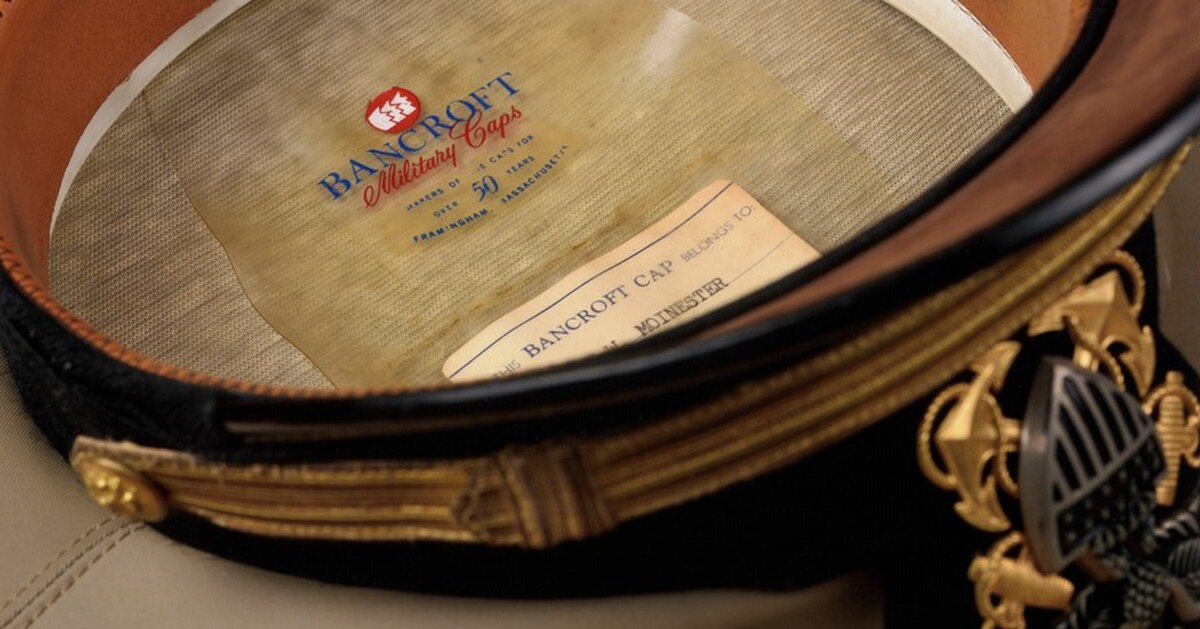 BANCROFT
Military Caps
MAKERS OF CAPS FOR
OVER 50 YEARS
FRAMINGHAM, MASSACHUSETTS
THIS BANCROFT CAP BELONGS TO:
MOINESTER